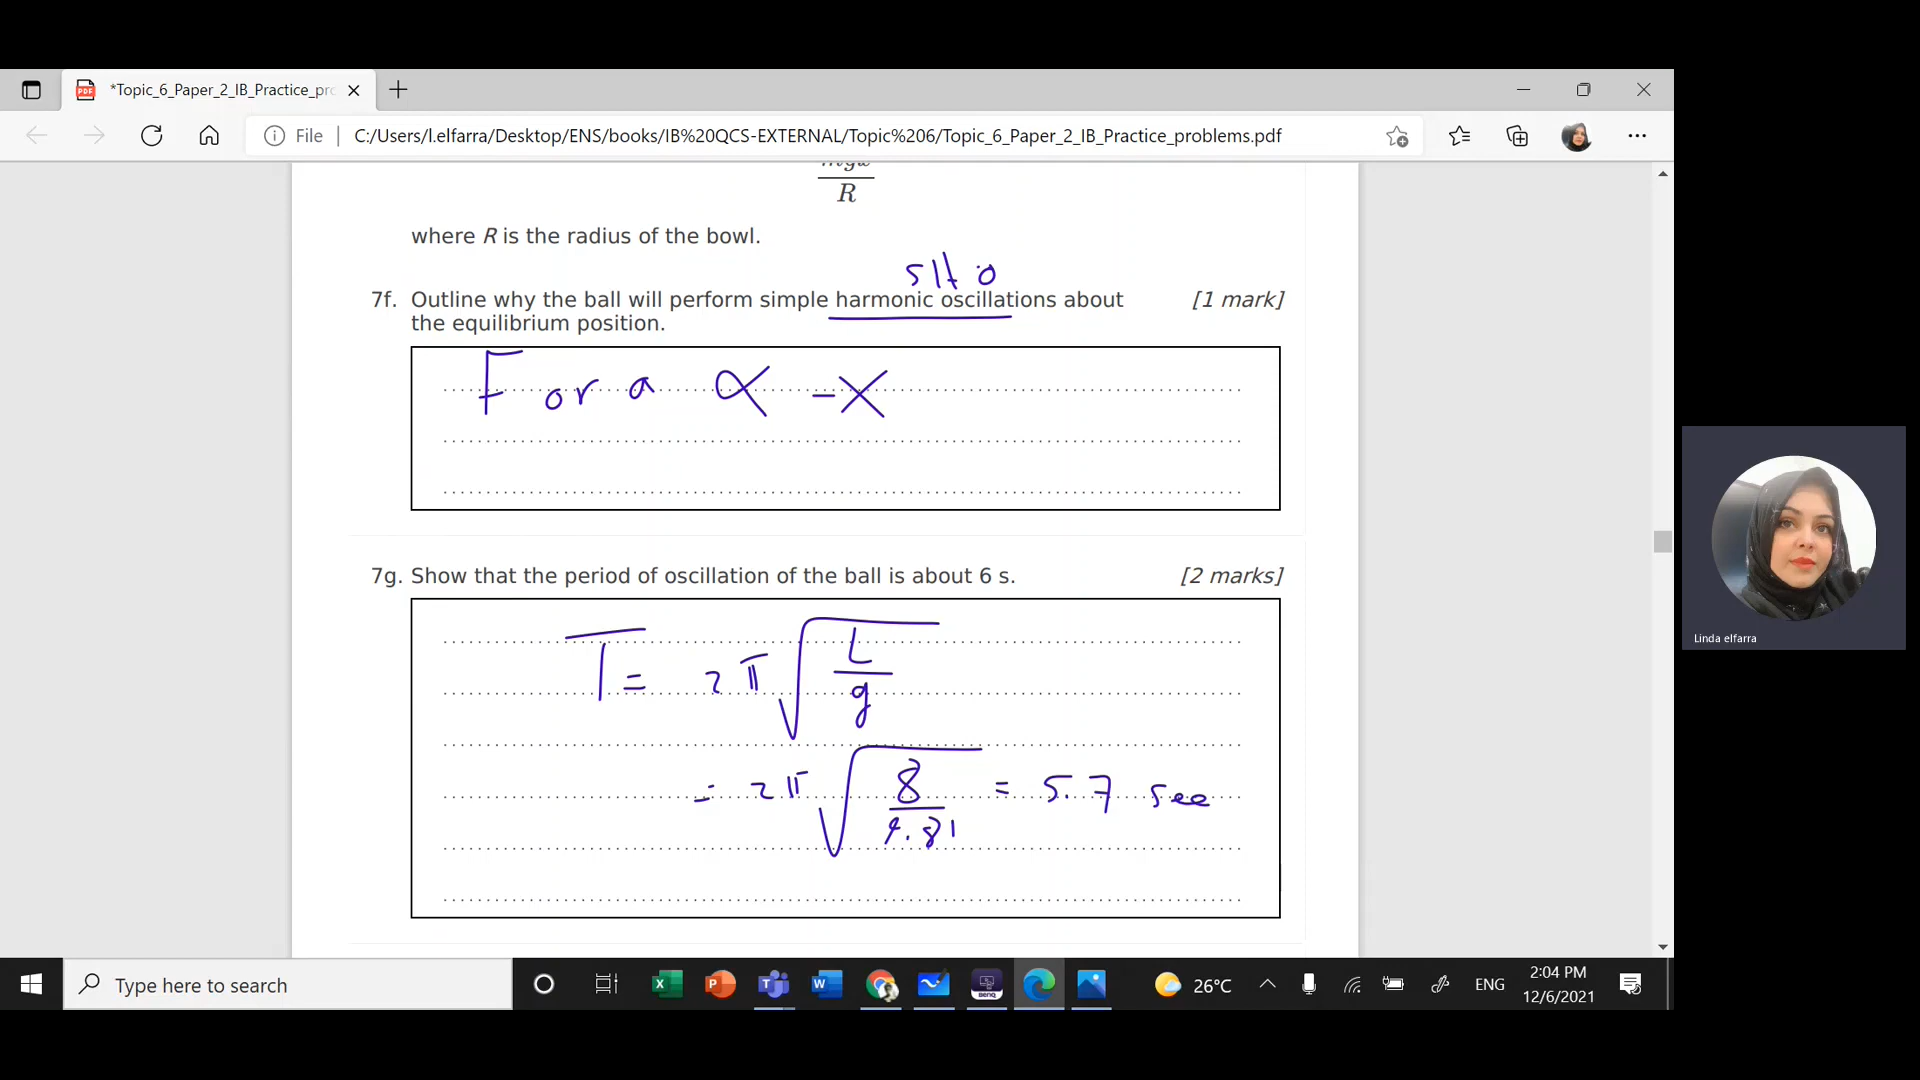 *Topic_6_Paper_2_IB_Practice_pro
File
C:/Users/l.elfarra/Desktop/ENS/books/IB%20QCS-EXTERNAL/Topic%206/Topic_6_Paper_2_IB_Practice_problems.pdf
mgx
R
where R is the radius of the bowl.
SHO
7f. Outline why the ball will perform simple harmonic oscillations about [1 mark]
the equilibrium position.
F or a ∝ -x
Linda elfarra
7g. Show that the period of oscillation of the ball is about 6 s. [2 marks]
T = 2π √(L/g)
= 2π √(8/9.81) = 5.7 sec
Type here to search
26°C
ENG
2:04 PM
12/6/2021
BENQ